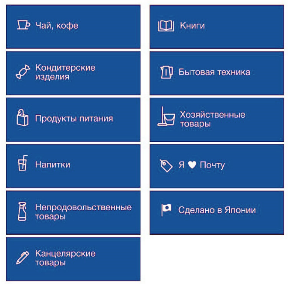 Чай, кофе
Кондитерские
изделия
Продукты питания
Напитки
Непродовольственные
товары
Канцелярские
товары
Книги
Бытовая техника
Хозяйственные
товары
Я ♥ Почту
Сделано в Японии